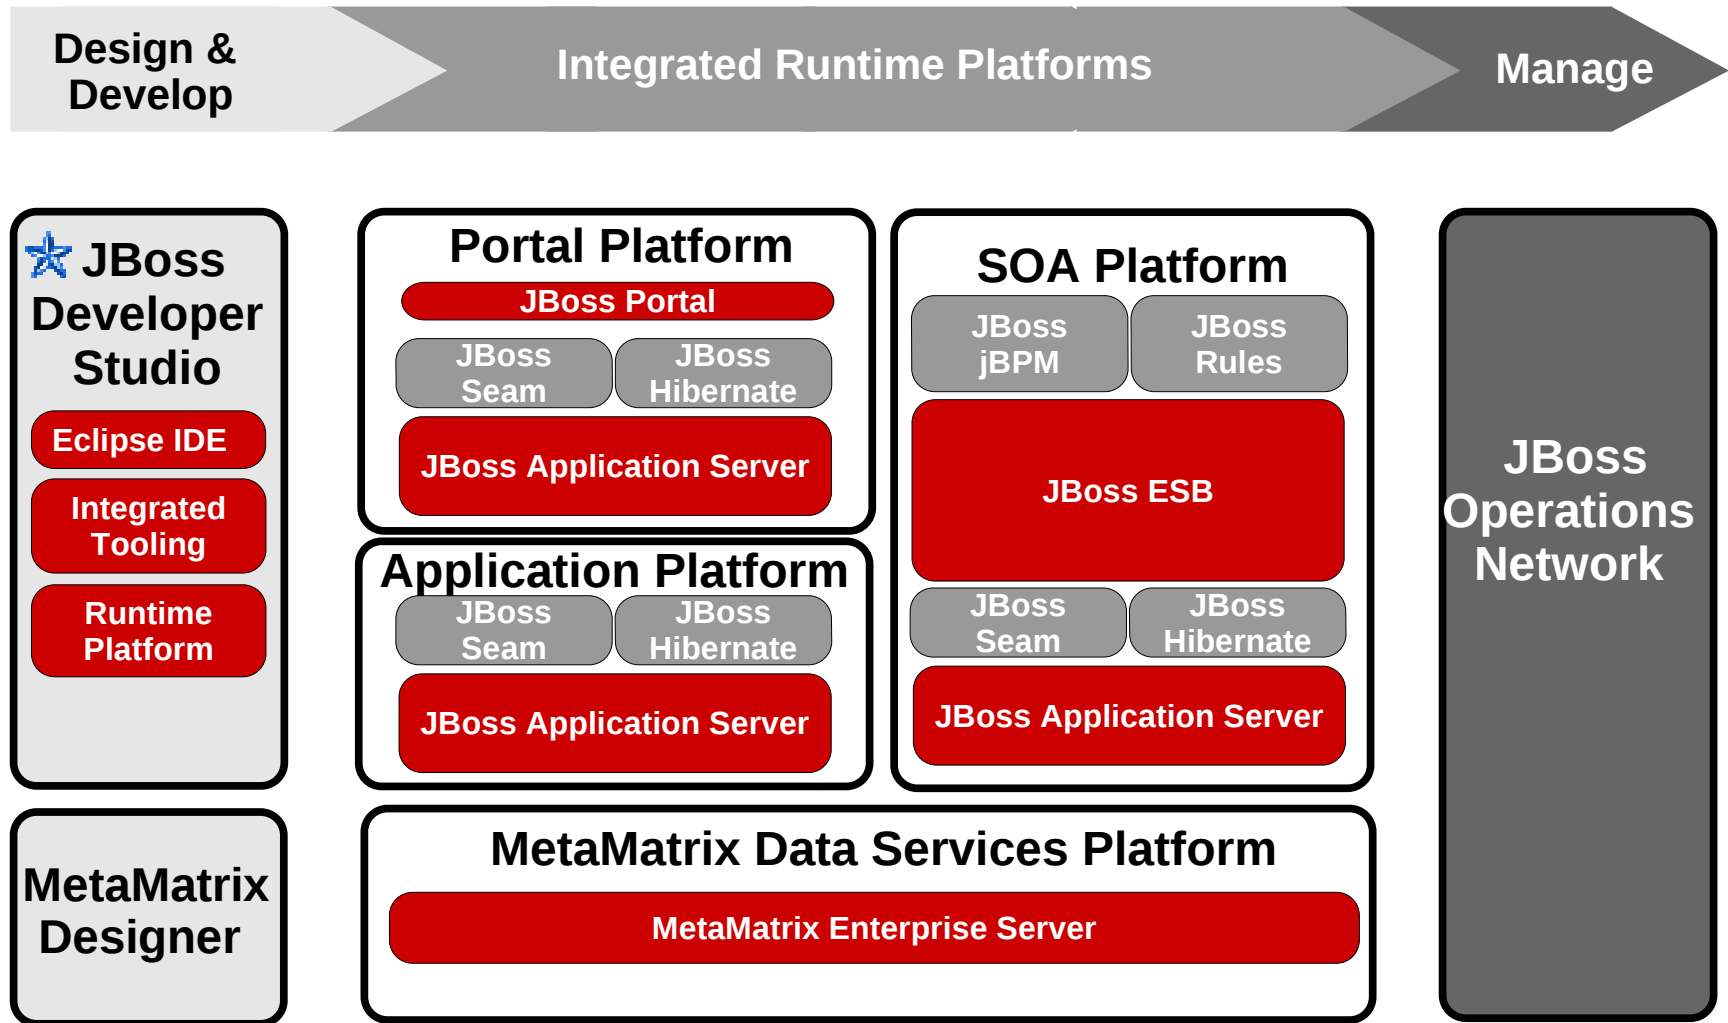 Design &
Develop
Integrated Runtime Platforms
Manage
JBoss
Developer
Studio
Eclipse IDE
Integrated
Tooling
Runtime
Platform
MetaMatrix
Designer
Portal Platform
JBoss Portal
JBoss
Seam
JBoss
Hibernate
JBoss Application Server
Application Platform
JBoss
Seam
JBoss
Hibernate
JBoss Application Server
SOA Platform
JBoss
jBPM
JBoss
Rules
JBoss ESB
JBoss
Seam
JBoss
Hibernate
JBoss Application Server
MetaMatrix Data Services Platform
MetaMatrix Enterprise Server
JBoss
Operations
Network